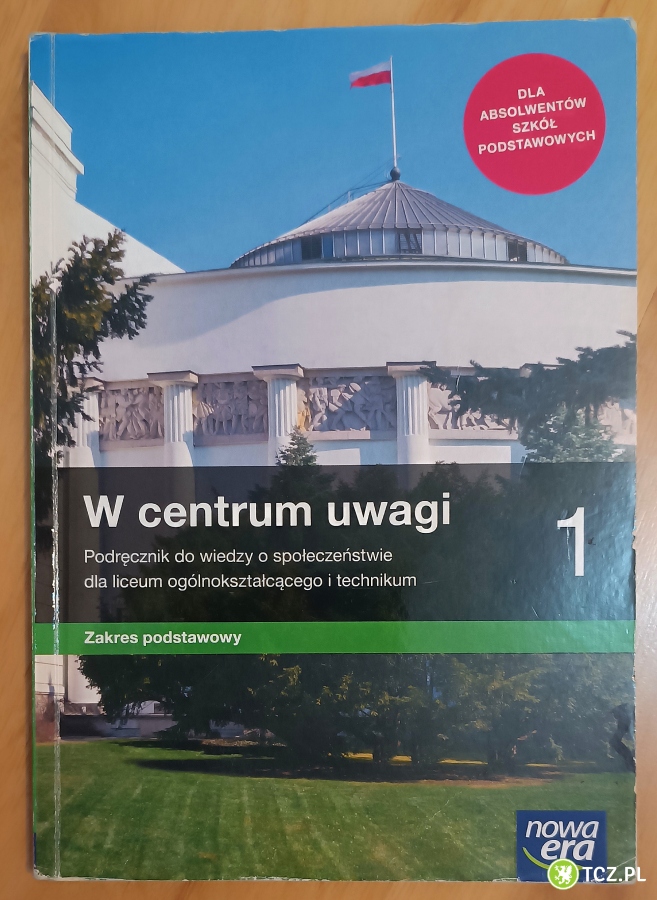 DLA
ABSOLWENTÓW
SZKÓŁ
PODSTAWOWYCH
W centrum uwagi
1
Podręcznik do wiedzy o społeczeństwie
dla liceum ogólnokształcącego i technikum
Zakres podstawowy
nowa
era
TCZ.PL